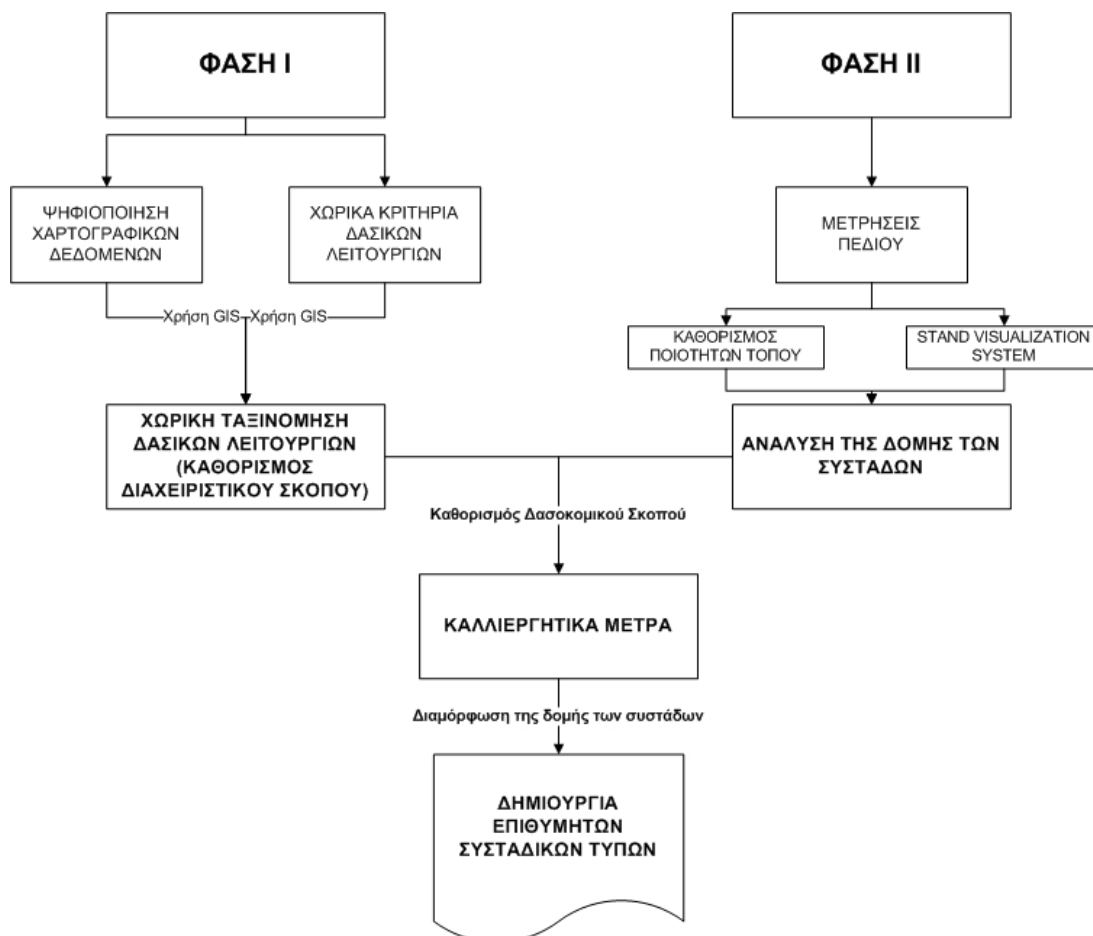 ΦΑΣΗ Ι
ΦΑΣΗ ΙΙ
ΨΗΦΙΟΠΟΙΗΣΗ
ΧΑΡΤΟΓΡΑΦΙΚΩΝ
ΔΕΔΟΜΕΝΩΝ
ΧΩΡΙΚΑ ΚΡΙΤΗΡΙΑ
ΔΑΣΙΚΩΝ
ΛΕΙΤΟΥΡΓΙΩΝ
ΜΕΤΡΗΣΕΙΣ
ΠΕΔΙΟΥ
Χρήση GIS
Χρήση GIS
ΚΑΘΟΡΙΣΜΟΣ
ΠΟΙΟΤΗΤΩΝ ΤΟΠΟΥ
STAND VISUALIZATION
SYSTEM
ΧΩΡΙΚΗ ΤΑΞΙΝΟΜΗΣΗ
ΔΑΣΙΚΩΝ ΛΕΙΤΟΥΡΓΙΩΝ
(ΚΑΘΟΡΙΣΜΟΣ
ΔΙΑΧΕΙΡΙΣΤΙΚΟΥ ΣΚΟΠΟΥ)
ΑΝΑΛΥΣΗ ΤΗΣ ΔΟΜΗΣ ΤΩΝ
ΣΥΣΤΑΔΩΝ
Καθορισμός Δασοκομικού Σκοπού
ΚΑΛΛΙΕΡΓΗΤΙΚΑ ΜΕΤΡΑ
Διαμόρφωση της δομής των συστάδων
ΔΗΜΙΟΥΡΓΙΑ
ΕΠΙΘΥΜΗΤΩΝ
ΣΥΣΤΑΔΙΚΩΝ ΤΥΠΩΝ